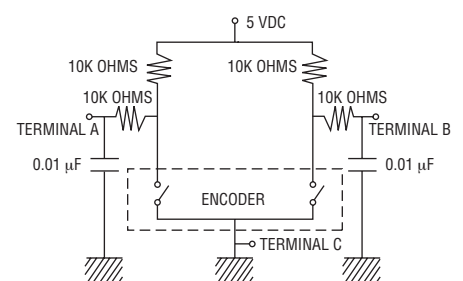 5 VDC
10K OHMS
10K OHMS
10K OHMS
10K OHMS
TERMINAL A
TERMINAL B
0.01 μF
ENCODER
0.01 μF
TERMINAL C